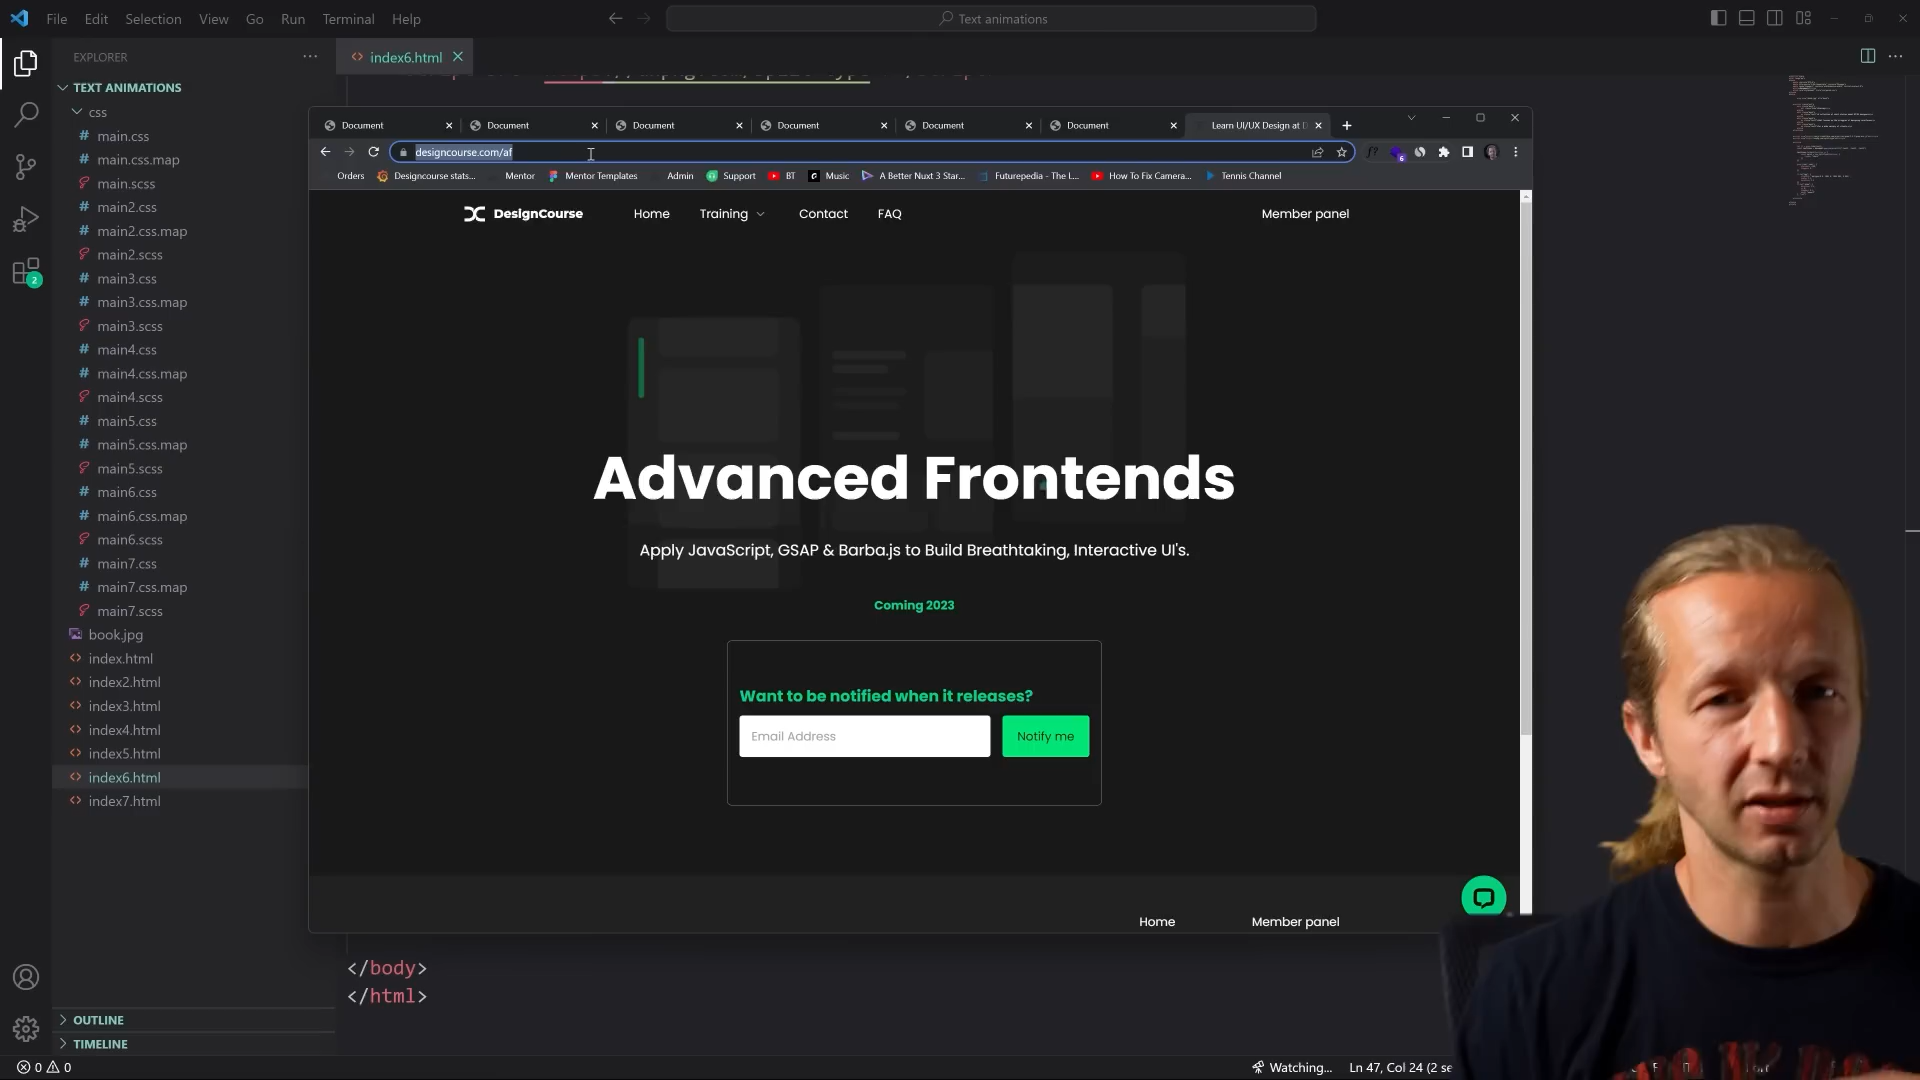 File Edit Selection View Go Run Terminal Help
Text animations
EXPLORER
index6.html
TEXT ANIMATIONS
css
main.css
main.css.map
main.scss
main2.css
main2.css.map
main2.scss
main3.css
main3.css.map
main3.scss
main4.css
main4.css.map
main4.scss
main5.css
main5.css.map
main5.scss
main6.css
main6.css.map
main6.scss
main7.css
main7.css.map
main7.scss
book.jpg
index.html
index2.html
index3.html
index4.html
index5.html
index6.html
index7.html
OUTLINE
TIMELINE
2
Document Document Document Document Document Document Learn UI/UX Design at D
designcourse.com/af
f? 6
Orders Designcourse stats... Mentor Mentor Templates Admin Support BT Music A Better Nuxt 3 Star... Futurepedia - The L... How To Fix Camera... Tennis Channel
DesignCourse Home Training Contact FAQ Member panel
Advanced Frontends
Apply JavaScript, GSAP & Barba.js to Build Breathtaking, Interactive UI's.
Coming 2023
Want to be notified when it releases?
Email Address Notify me
Home Member panel
</body>
</html>
0 0 Watching... Ln 47, Col 24 (2 se